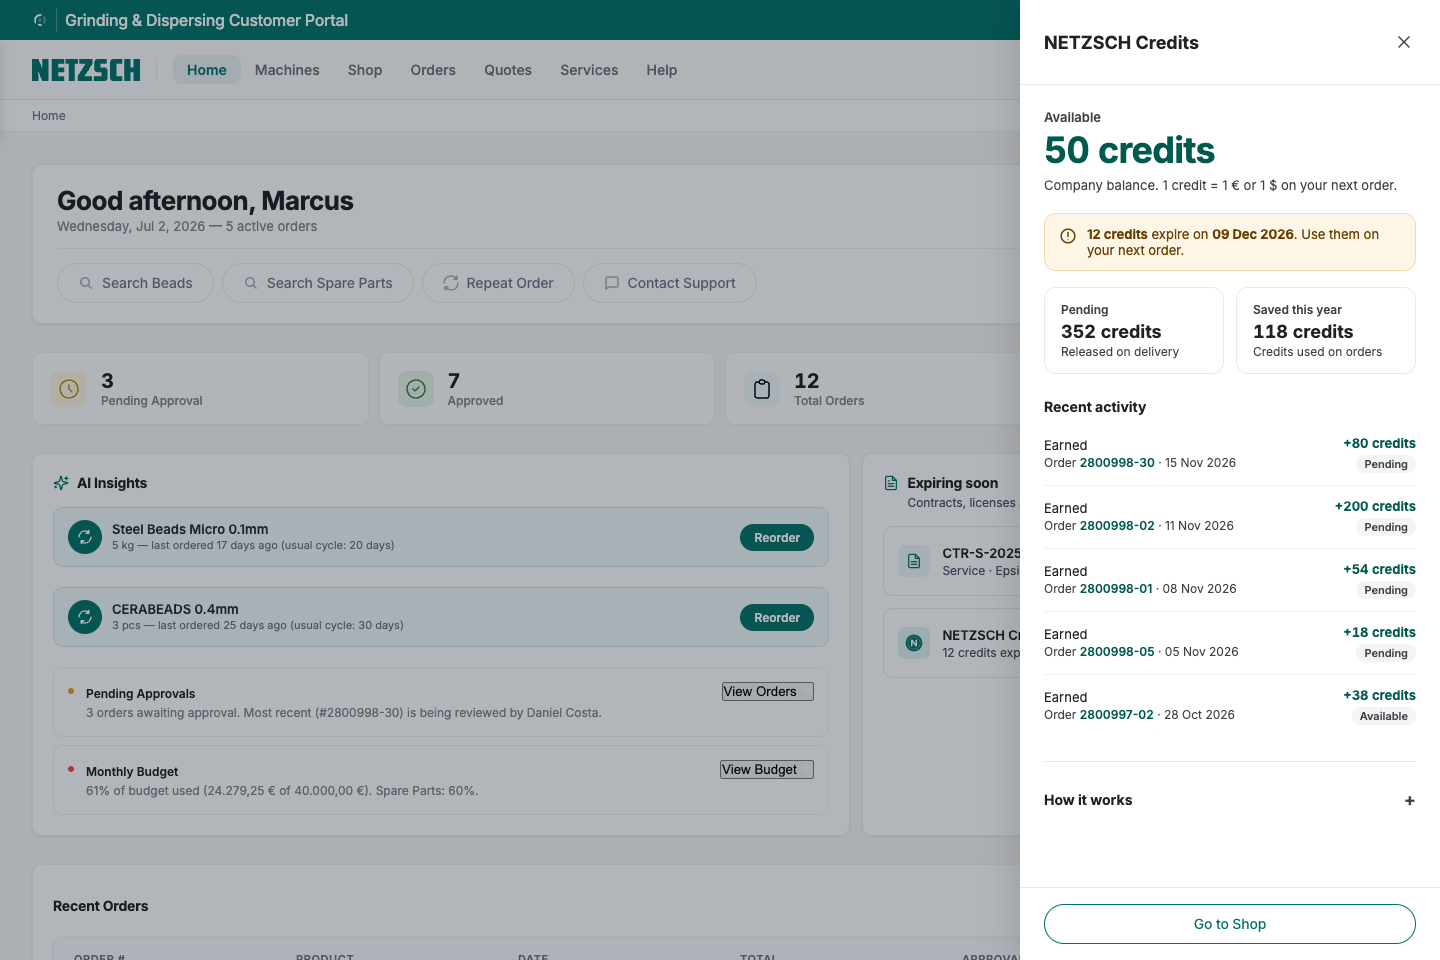 Grinding & Dispersing Customer Portal
NETZSCH
Home
Machines
Shop
Orders
Quotes
Services
Help
Home
Good afternoon, Marcus
Wednesday, Jul 2, 2026 — 5 active orders
Search Beads
Search Spare Parts
Repeat Order
Contact Support
3
Pending Approval
7
Approved
12
Total Orders
AI Insights
Steel Beads Micro 0.1mm
5 kg — last ordered 17 days ago (usual cycle: 20 days)
Reorder
CERABEADS 0.4mm
3 pcs — last ordered 25 days ago (usual cycle: 30 days)
Reorder
Pending Approvals
3 orders awaiting approval. Most recent (#2800998-30) is being reviewed by Daniel Costa.
View Orders
Monthly Budget
61% of budget used (24.279,25 € of 40.000,00 €). Spare Parts: 60%.
View Budget
Expiring soon
Contracts, licenses
CTR-S-2025
Service · Epsi
N
NETZSCH Cr
12 credits exp
Recent Orders
ORDER #
PRODUCT
DATE
TOTAL
APPROVAL
NETZSCH Credits
Available
50 credits
Company balance. 1 credit = 1 € or 1 $ on your next order.
12 credits expire on 09 Dec 2026. Use them on
your next order.
Pending
352 credits
Released on delivery
Saved this year
118 credits
Credits used on orders
Recent activity
Earned
+80 credits
Order 2800998-30 · 15 Nov 2026
Pending
Earned
+200 credits
Order 2800998-02 · 11 Nov 2026
Pending
Earned
+54 credits
Order 2800998-01 · 08 Nov 2026
Pending
Earned
+18 credits
Order 2800998-05 · 05 Nov 2026
Pending
Earned
+38 credits
Order 2800997-02 · 28 Oct 2026
Available
How it works
+
Go to Shop